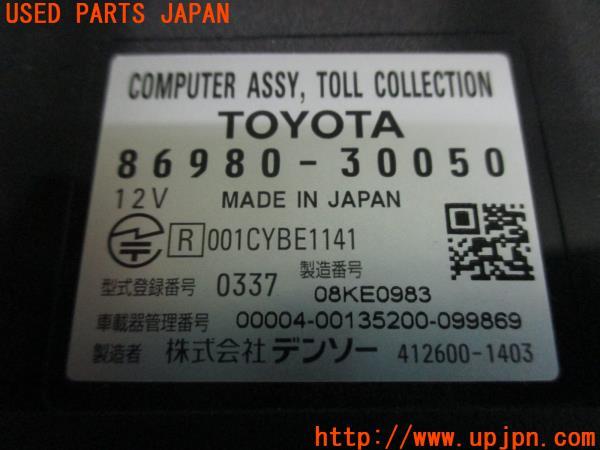 USED PARTS JAPAN
COMPUTER ASSY, TOLL COLLECTION
TOYOTA
86980-30050
12V MADE IN JAPAN
R 001CYBE1141
型式登録番号 0337 製造番号 08KE0983
車載器管理番号 00004-00135200-099869
製造者 株式会社デンソー 412600-1403
http://www.upjpn.com